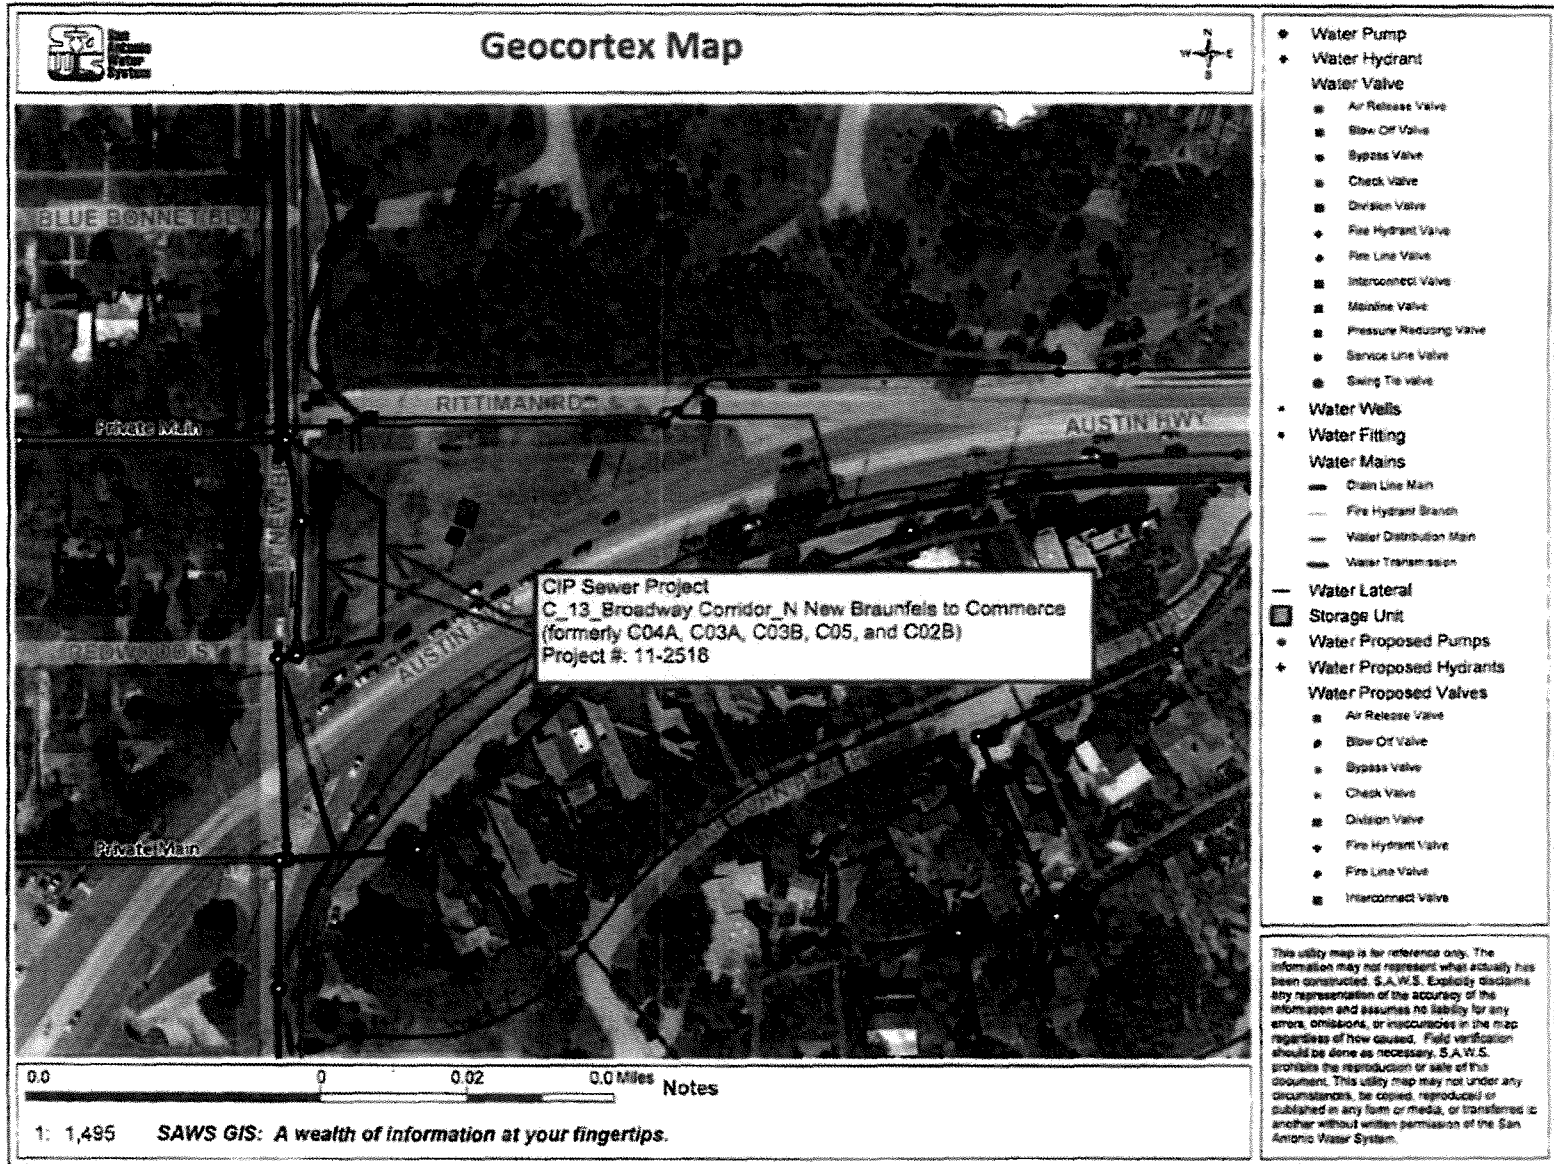 San
Antonio
Water
System
Geocortex Map
N
W E
S
BLUE BONNET BLV
RITTIMAN RD
AUSTIN HWY
Private Main
N NEW BR
CIP Sewer Project
C_13_Broadway Corridor_N New Braunfels to Commerce
(formerly C04A, C03A, C03B, C05, and C02B)
Project #: 11-2518
REDWOOD ST
AUSTIN
Private Main
Water Pump
Water Hydrant
Water Valve
Air Release Valve
Blow Off Valve
Bypass Valve
Check Valve
Division Valve
Fire Hydrant Valve
Fire Line Valve
Interconnect Valve
Mainline Valve
Pressure Reducing Valve
Service Line Valve
Swing Tie valve
Water Wells
Water Fitting
Water Mains
Drain Line Main
Fire Hydrant Branch
Water Distribution Main
Water Transmission
Water Lateral
Storage Unit
Water Proposed Pumps
Water Proposed Hydrants
Water Proposed Valves
Air Release Valve
Blow Off Valve
Bypass Valve
Check Valve
Division Valve
Fire Hydrant Valve
Fire Line Valve
Interconnect Valve
This utility map is for reference only. The
information may not represent what actually has
been constructed. S.A.W.S. Explicitly disclaims
any representation of the accuracy of the
information and assumes no liability for any
errors, omissions, or inaccuracies in the map
regardless of how caused. Field verification
should be done as necessary. S.A.W.S.
prohibits the reproduction or sale of this
document. This utility map may not under any
circumstances, be copied, reproduced or
published in any form or media, or transferred to
another without written permission of the San
Antonio Water System.
0.0 0 0.02 0.0 Miles
Notes
1: 1,495 SAWS GIS: A wealth of information at your fingertips.